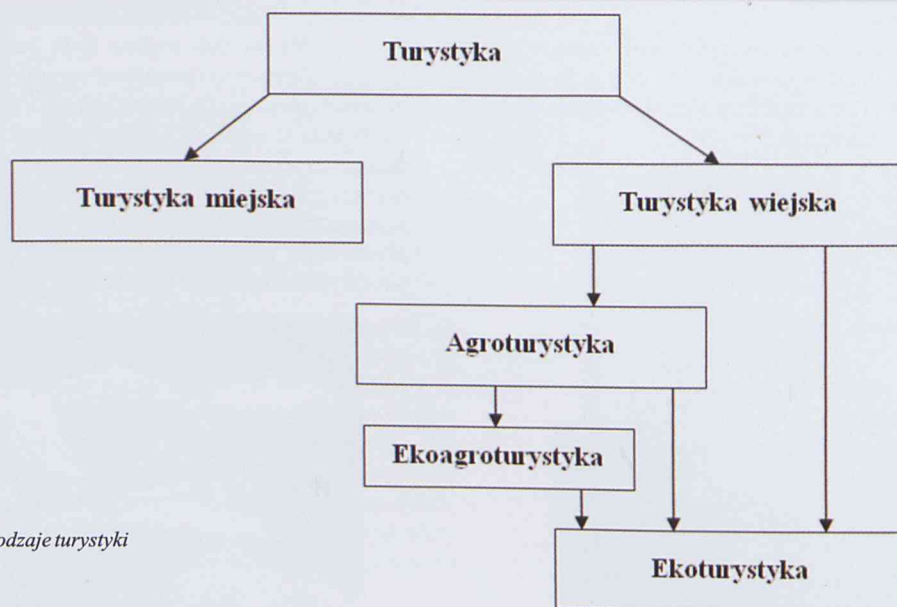 Turystyka
Turystyka miejska
Turystyka wiejska
Agroturystyka
Ekoagroturystyka
odzaje turystyki
Ekoturystyka